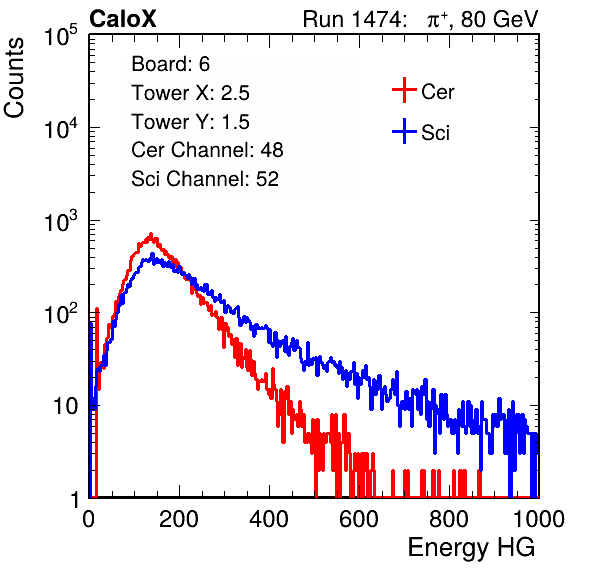 CaloX Run 1474: π⁺, 80 GeV
Counts
Board: 6
Tower X: 2.5
Tower Y: 1.5
Cer Channel: 48
Sci Channel: 52
Cer
Sci
10⁵
10⁴
10³
10²
10
1
0 200 400 600 800 1000
Energy HG